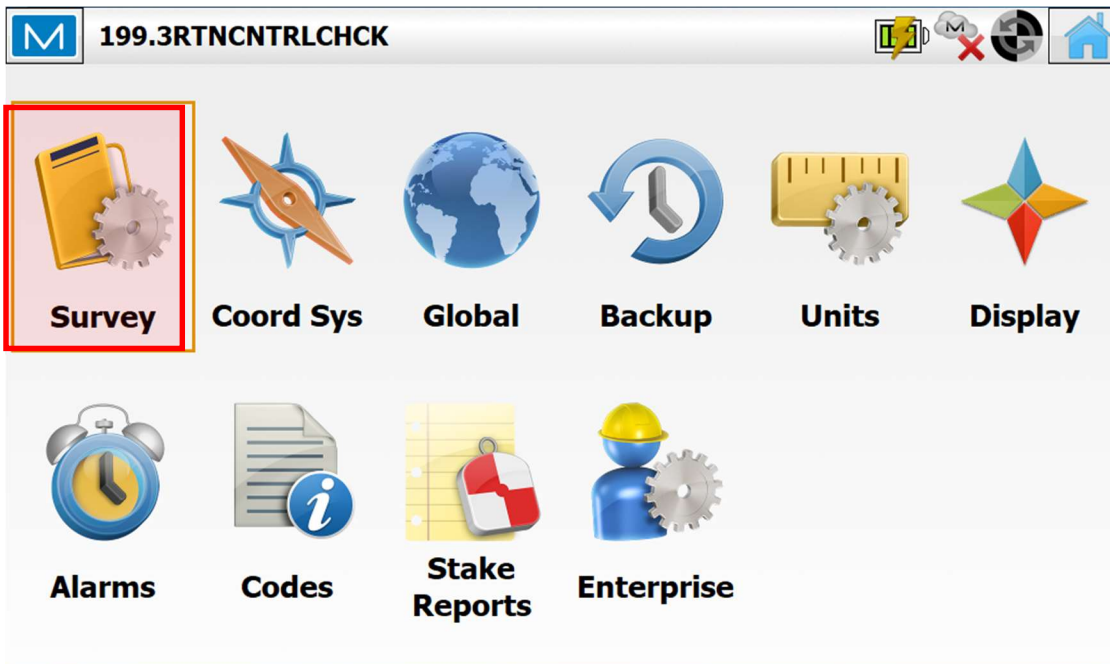 M 199.3RTNCNTRLCHCK M
Survey Coord Sys Global Backup Units Display
Alarms Codes Stake Reports Enterprise